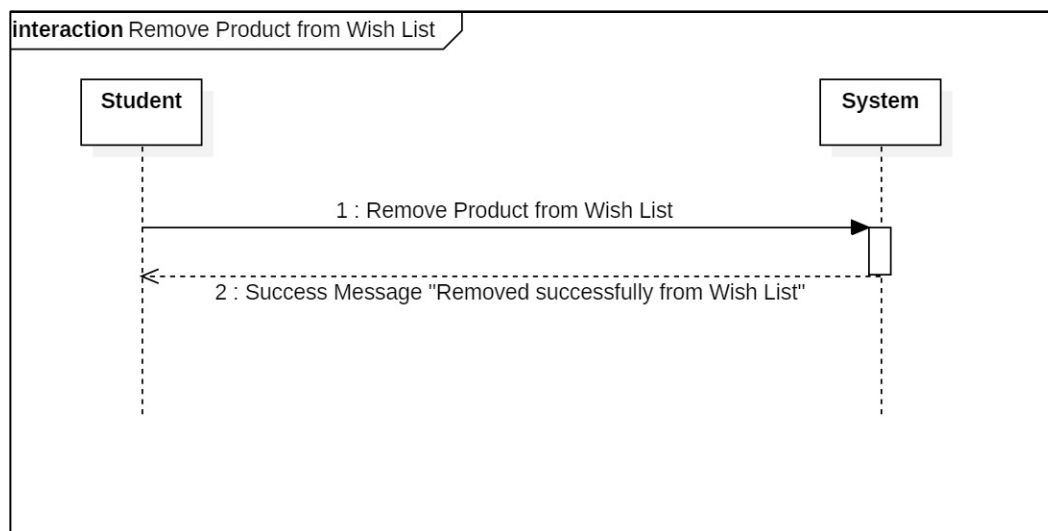 interaction Remove Product from Wish List
Student
System
1 : Remove Product from Wish List
2 : Success Message "Removed successfully from Wish List"